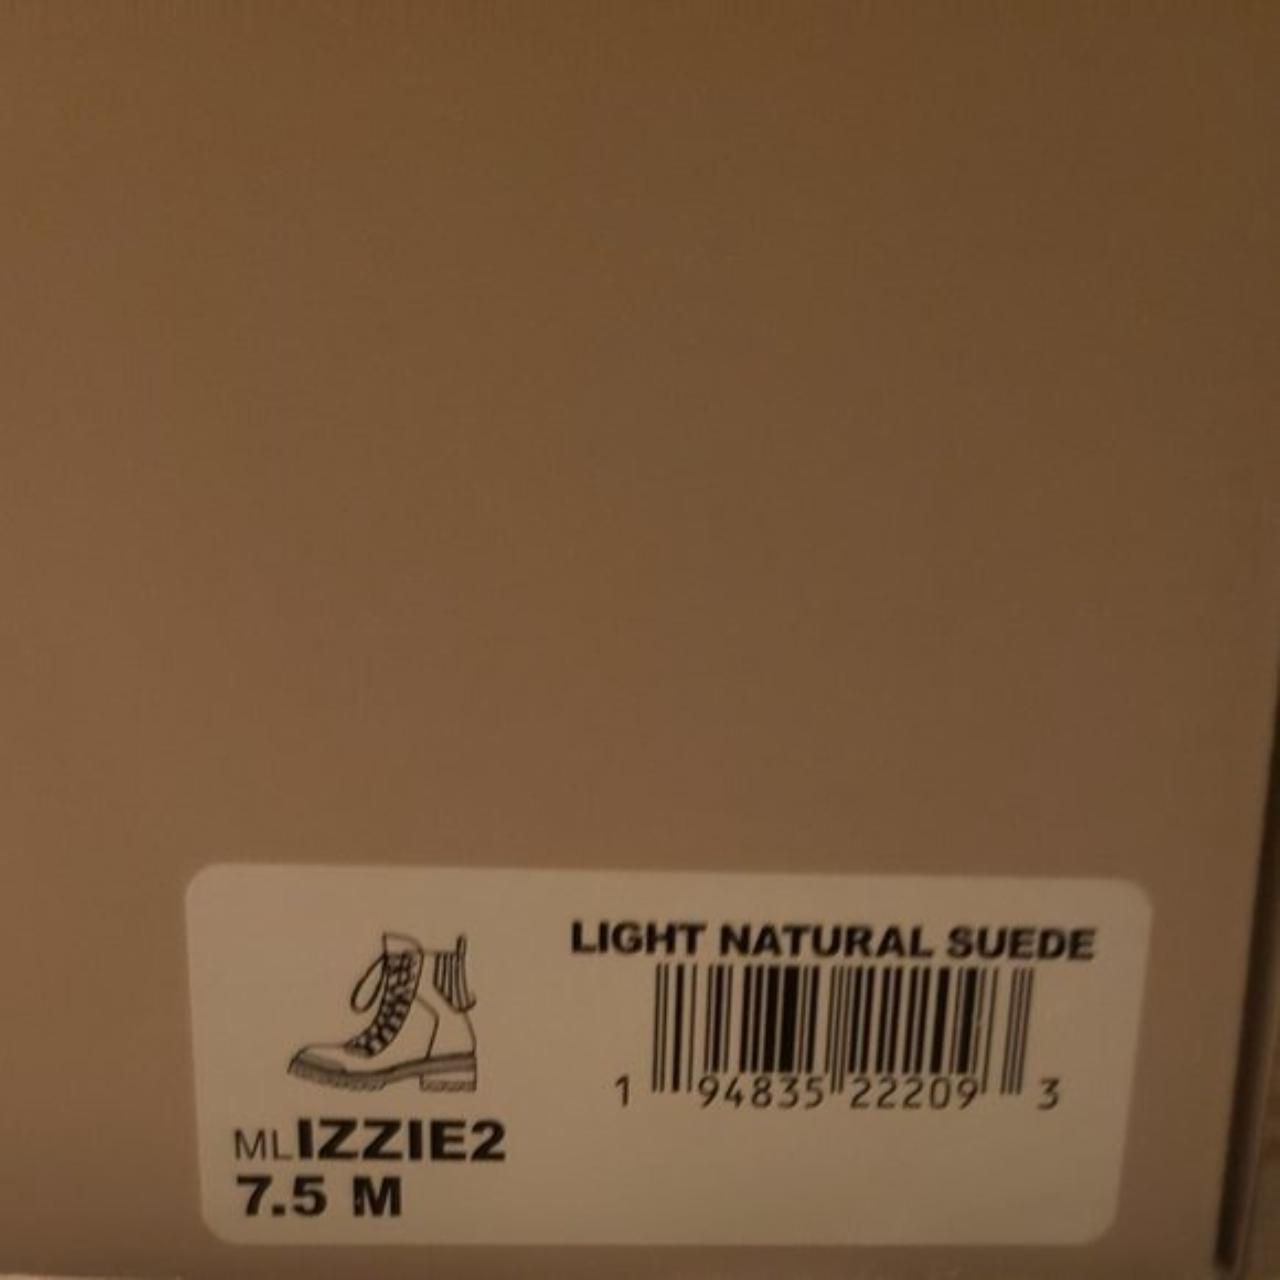 LIGHT NATURAL SUEDE
1 94835 22209 3
MLIZZIE2
7.5 M